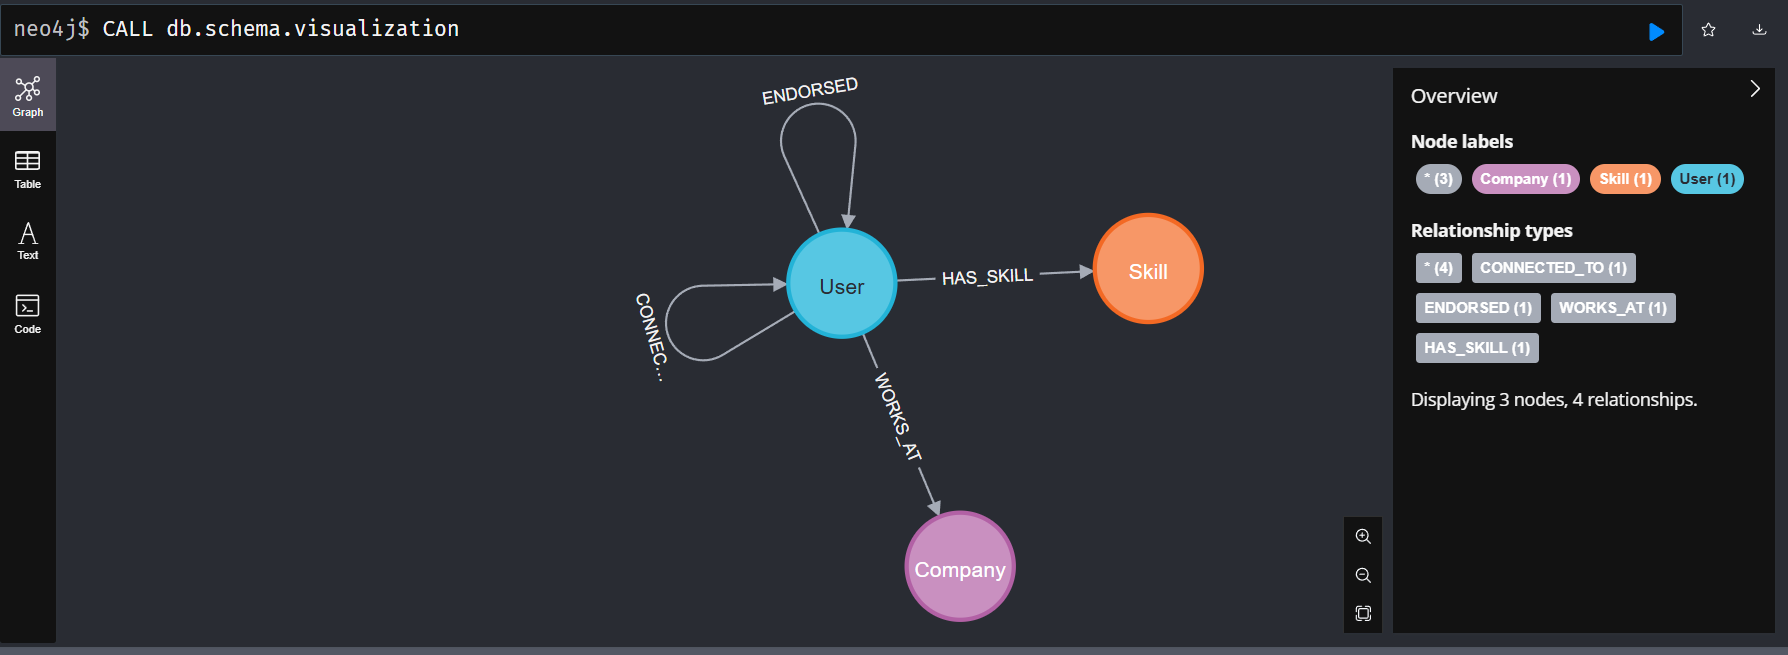 neo4j$ CALL db.schema.visualization
Graph
Table
Text
Code
ENDORSED
User
HAS_SKILL
Skill
CONNEC...
WORKS_AT
Company
Overview
Node labels
* (3) Company (1) Skill (1) User (1)
Relationship types
* (4) CONNECTED_TO (1)
ENDORSED (1) WORKS_AT (1)
HAS_SKILL (1)
Displaying 3 nodes, 4 relationships.